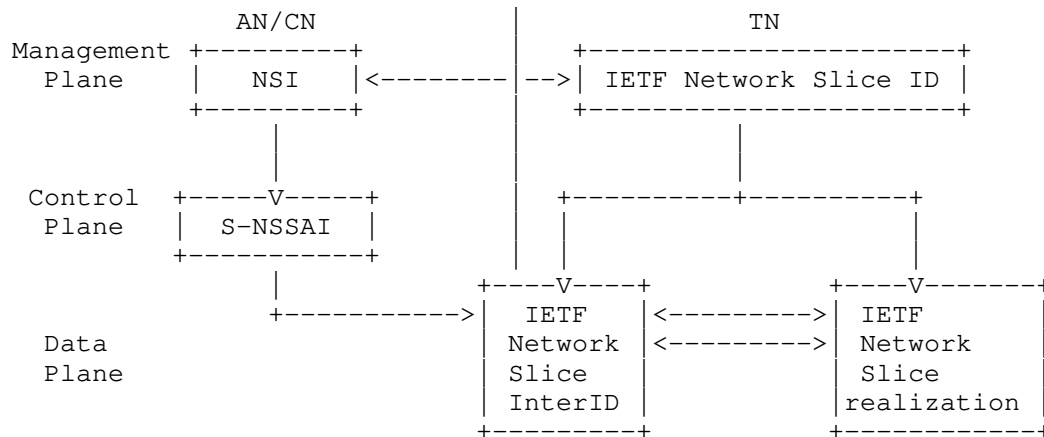 AN/CN TN
Management
Plane NSI IETF Network Slice ID
Control
Plane S-NSSAI
IETF IETF
Data Network Network
Plane Slice Slice
InterID realization